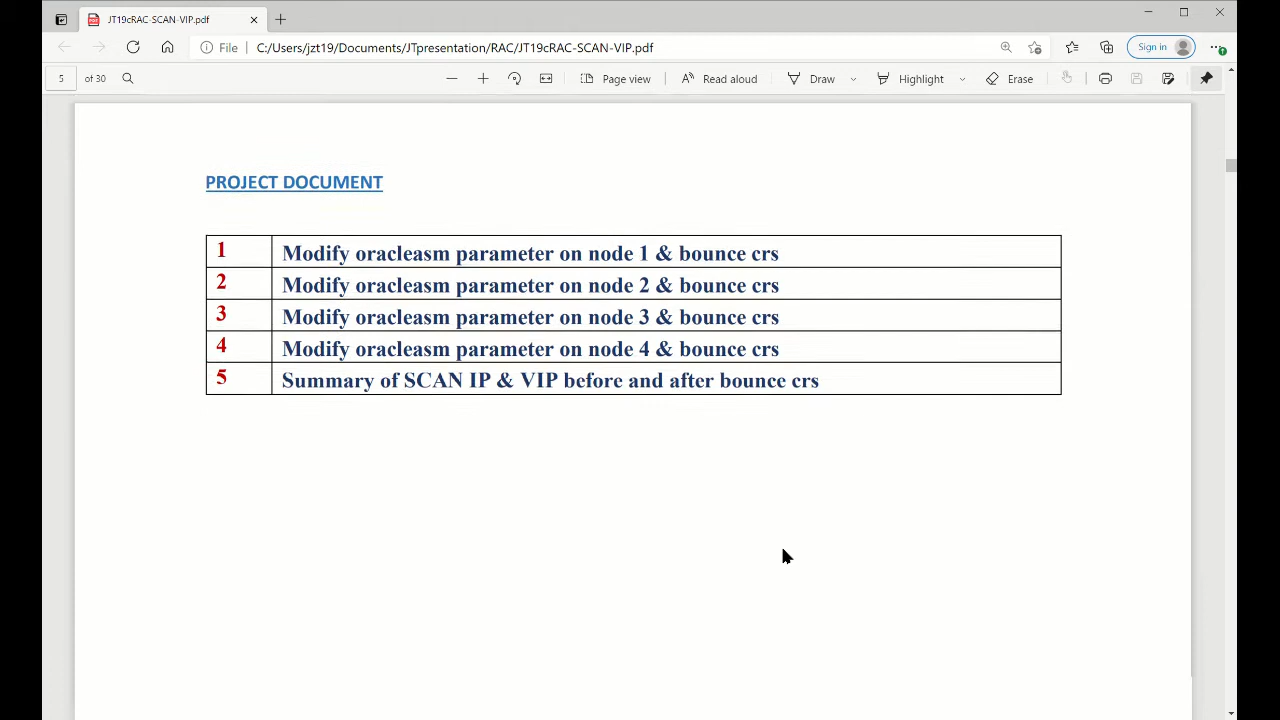 JT19cRAC-SCAN-VIP.pdf
File C:/Users/jzt19/Documents/JTpresentation/RAC/JT19cRAC-SCAN-VIP.pdf Sign in
5 of 30 Page view Read aloud Draw Highlight Erase
PROJECT DOCUMENT
1 Modify oracleasm parameter on node 1 & bounce crs
2 Modify oracleasm parameter on node 2 & bounce crs
3 Modify oracleasm parameter on node 3 & bounce crs
4 Modify oracleasm parameter on node 4 & bounce crs
5 Summary of SCAN IP & VIP before and after bounce crs